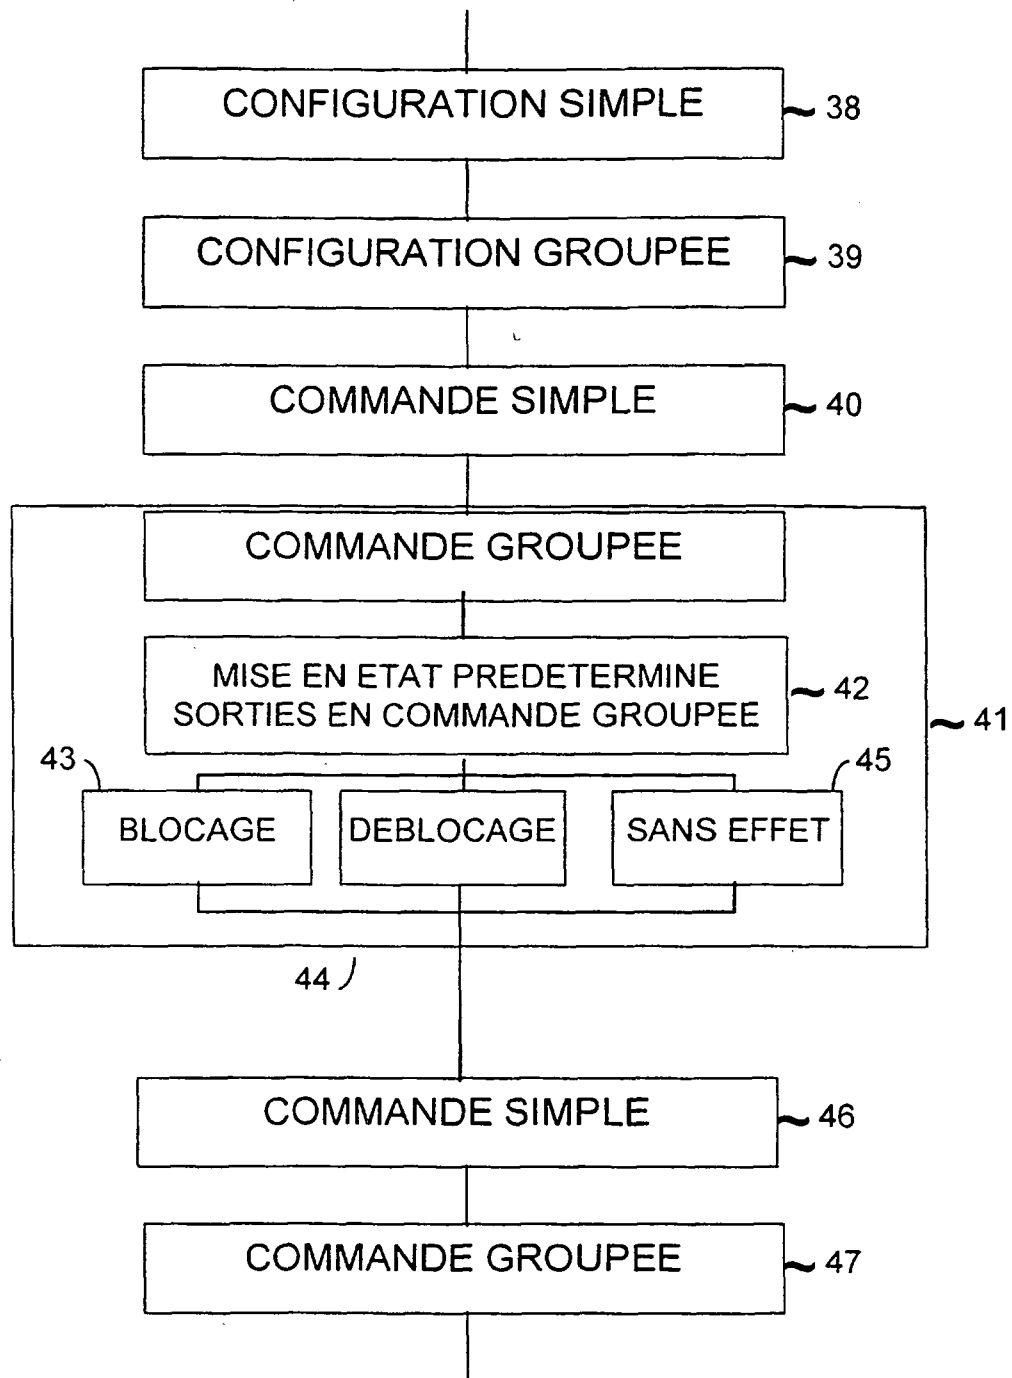 CONFIGURATION SIMPLE
38
CONFIGURATION GROUPEE
39
COMMANDE SIMPLE
40
COMMANDE GROUPEE
MISE EN ETAT PREDETERMINE
SORTIES EN COMMANDE GROUPEE
42
41
43
45
BLOCAGE
DEBLOCAGE
SANS EFFET
44
COMMANDE SIMPLE
46
COMMANDE GROUPEE
47